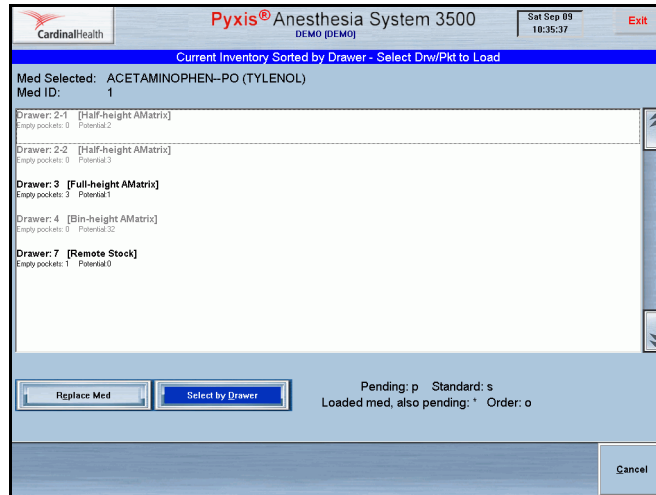 CardinalHealth
Pyxis® Anesthesia System 3500
DEMO [DEMO]
Sat Sep 09
10:35:37
Exit
Current Inventory Sorted by Drawer - Select Drw/Pkt to Load
Med Selected: ACETAMINOPHEN--PO (TYLENOL)
Med ID: 1
Drawer: 2-1 [Half-height AMatrix]
Empty pockets: 0 Potential:2
Drawer: 2-2 [Half-height AMatrix]
Empty pockets: 0 Potential:3
Drawer: 3 [Full-height AMatrix]
Empty pockets: 3 Potential:1
Drawer: 4 [Bin-height AMatrix]
Empty pockets: 0 Potential:32
Drawer: 7 [Remote Stock]
Empty pockets: 1 Potential:0
Replace Med
Select by Drawer
Pending: p Standard: s
Loaded med, also pending: * Order: o
Cancel